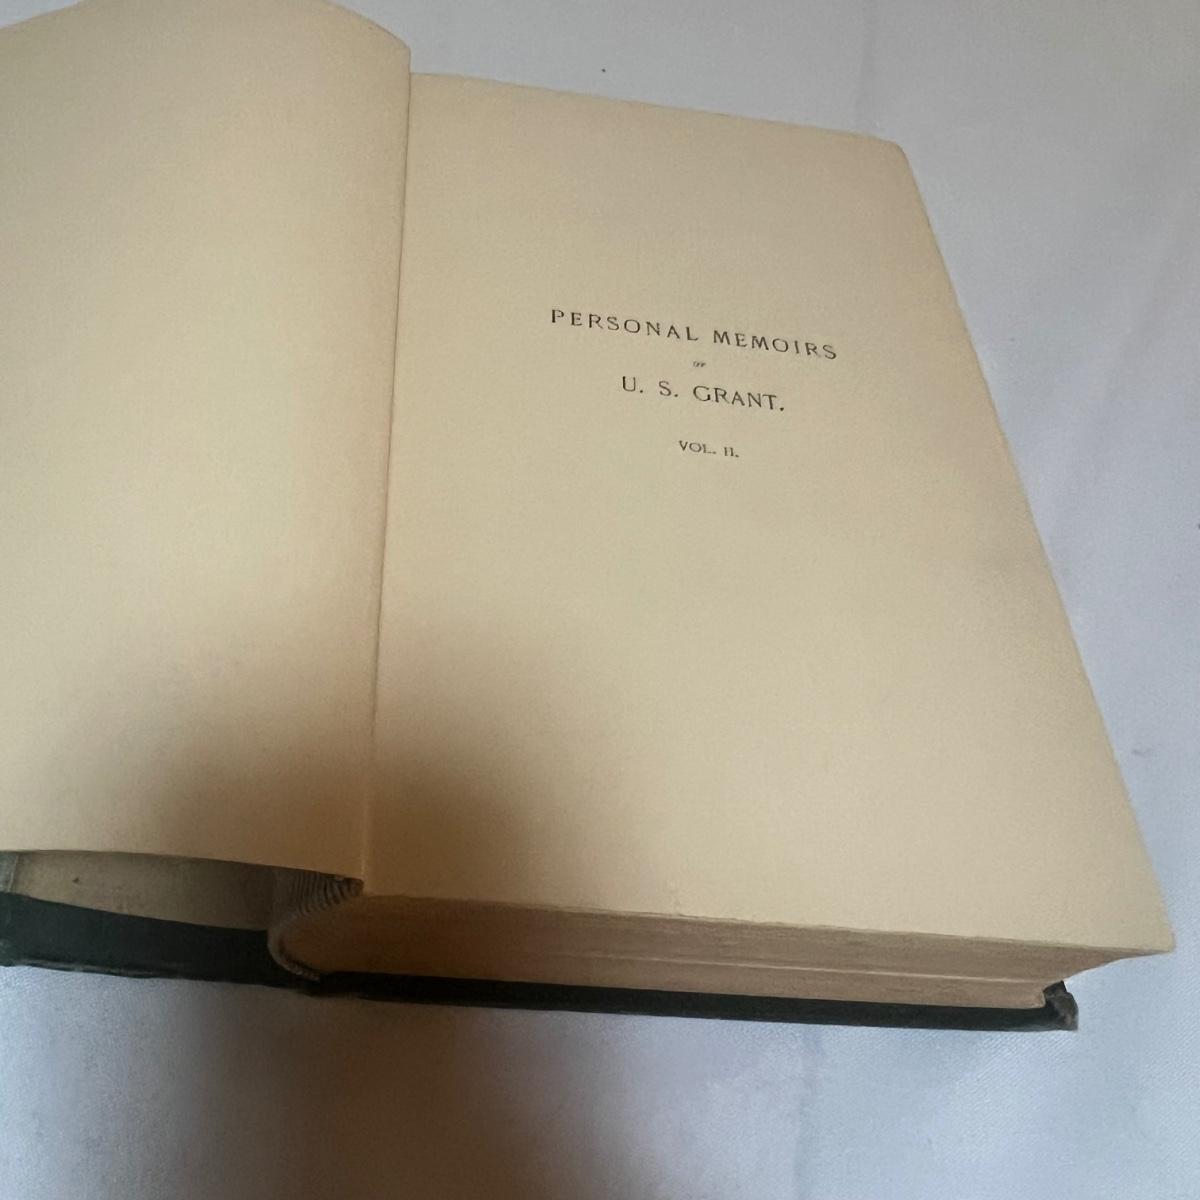 PERSONAL MEMOIRS
OF
U. S. GRANT.
VOL. II.